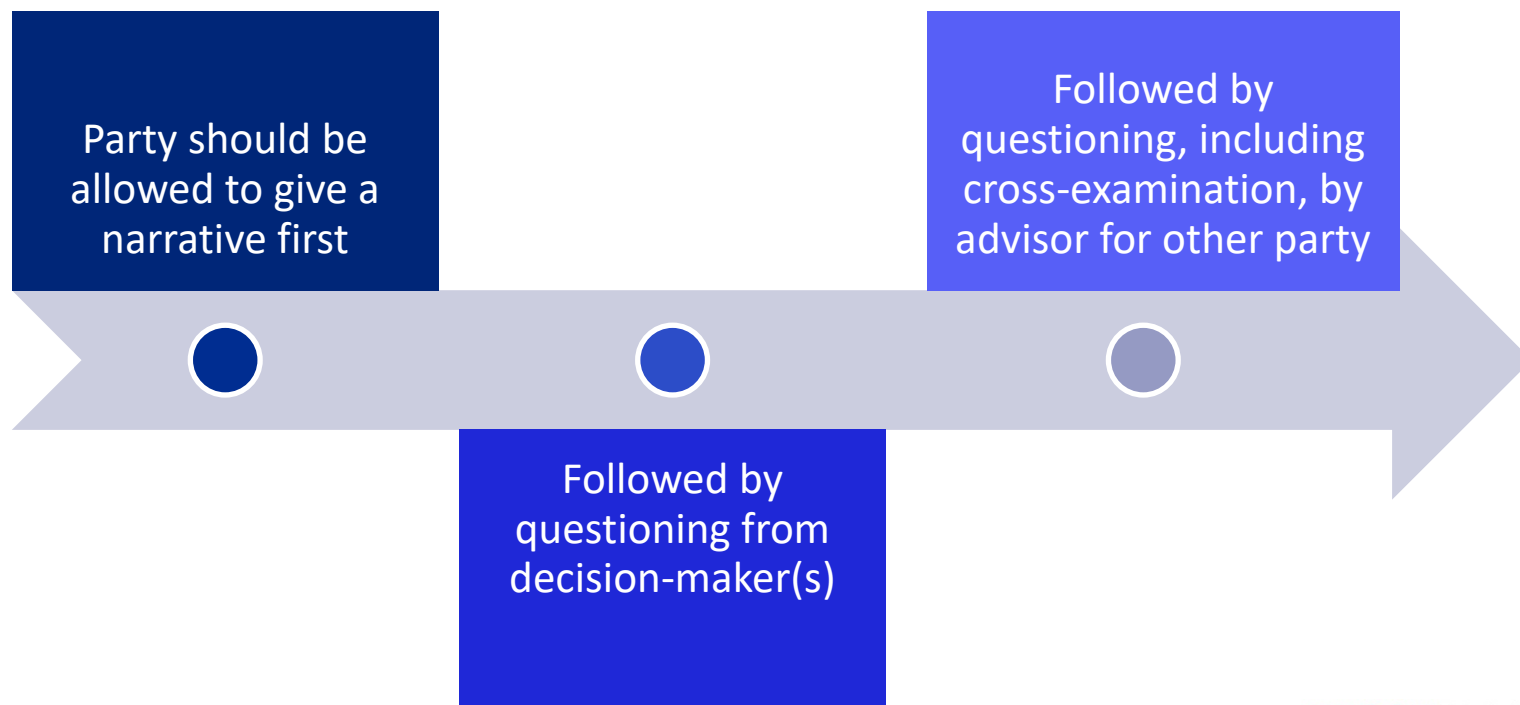 Party should be
allowed to give a
narrative first
Followed by
questioning from
decision-maker(s)
Followed by
questioning, including
cross-examination, by
advisor for other party